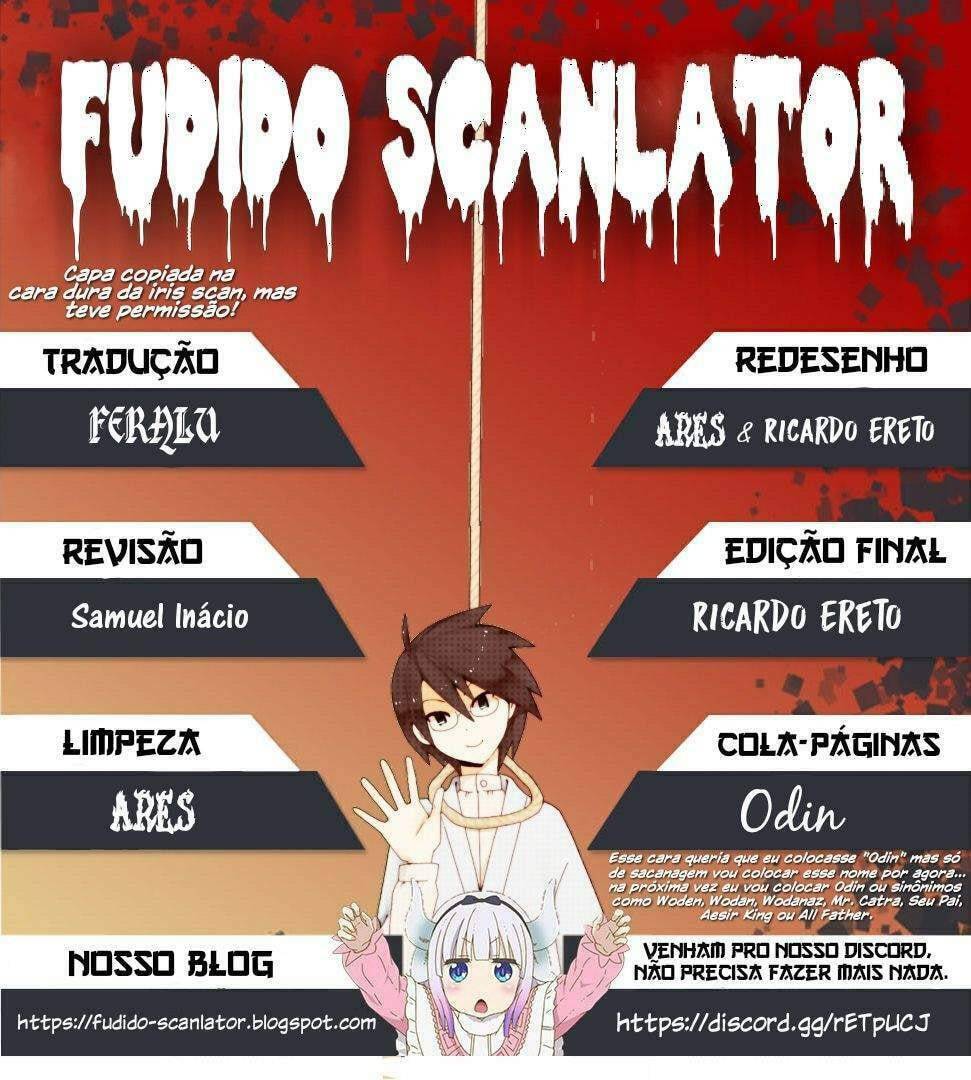 FUDIDO SCANLATOR
Capa copiada na
cara dura da íris scan, mas
teve permissão!
TRADUÇÃO
FERALU
REDESENHO
ARES & RICARDO ERETO
REVISÃO
Samuel Inácio
EDIÇÃO FINAL
RICARDO ERETO
LIMPEZA
ARES
COLA-PÁGINAS
Odin
Esse cara queria que eu colocasse "Odin" mas só
de sacanagem vou colocar esse nome por agora...
na próxima vez eu vou colocar Odin ou sinônimos
como Woden, Wodan, Wodanaz, Mr. Catra, Seu Pai,
Aesir King ou All Father.
NOSSO BLOG
https://fudido-scanlator.blogspot.com
VENHAM PRO NOSSO DISCORD,
NÃO PRECISA FAZER MAIS NADA.
https://discord.gg/rETpUCJ